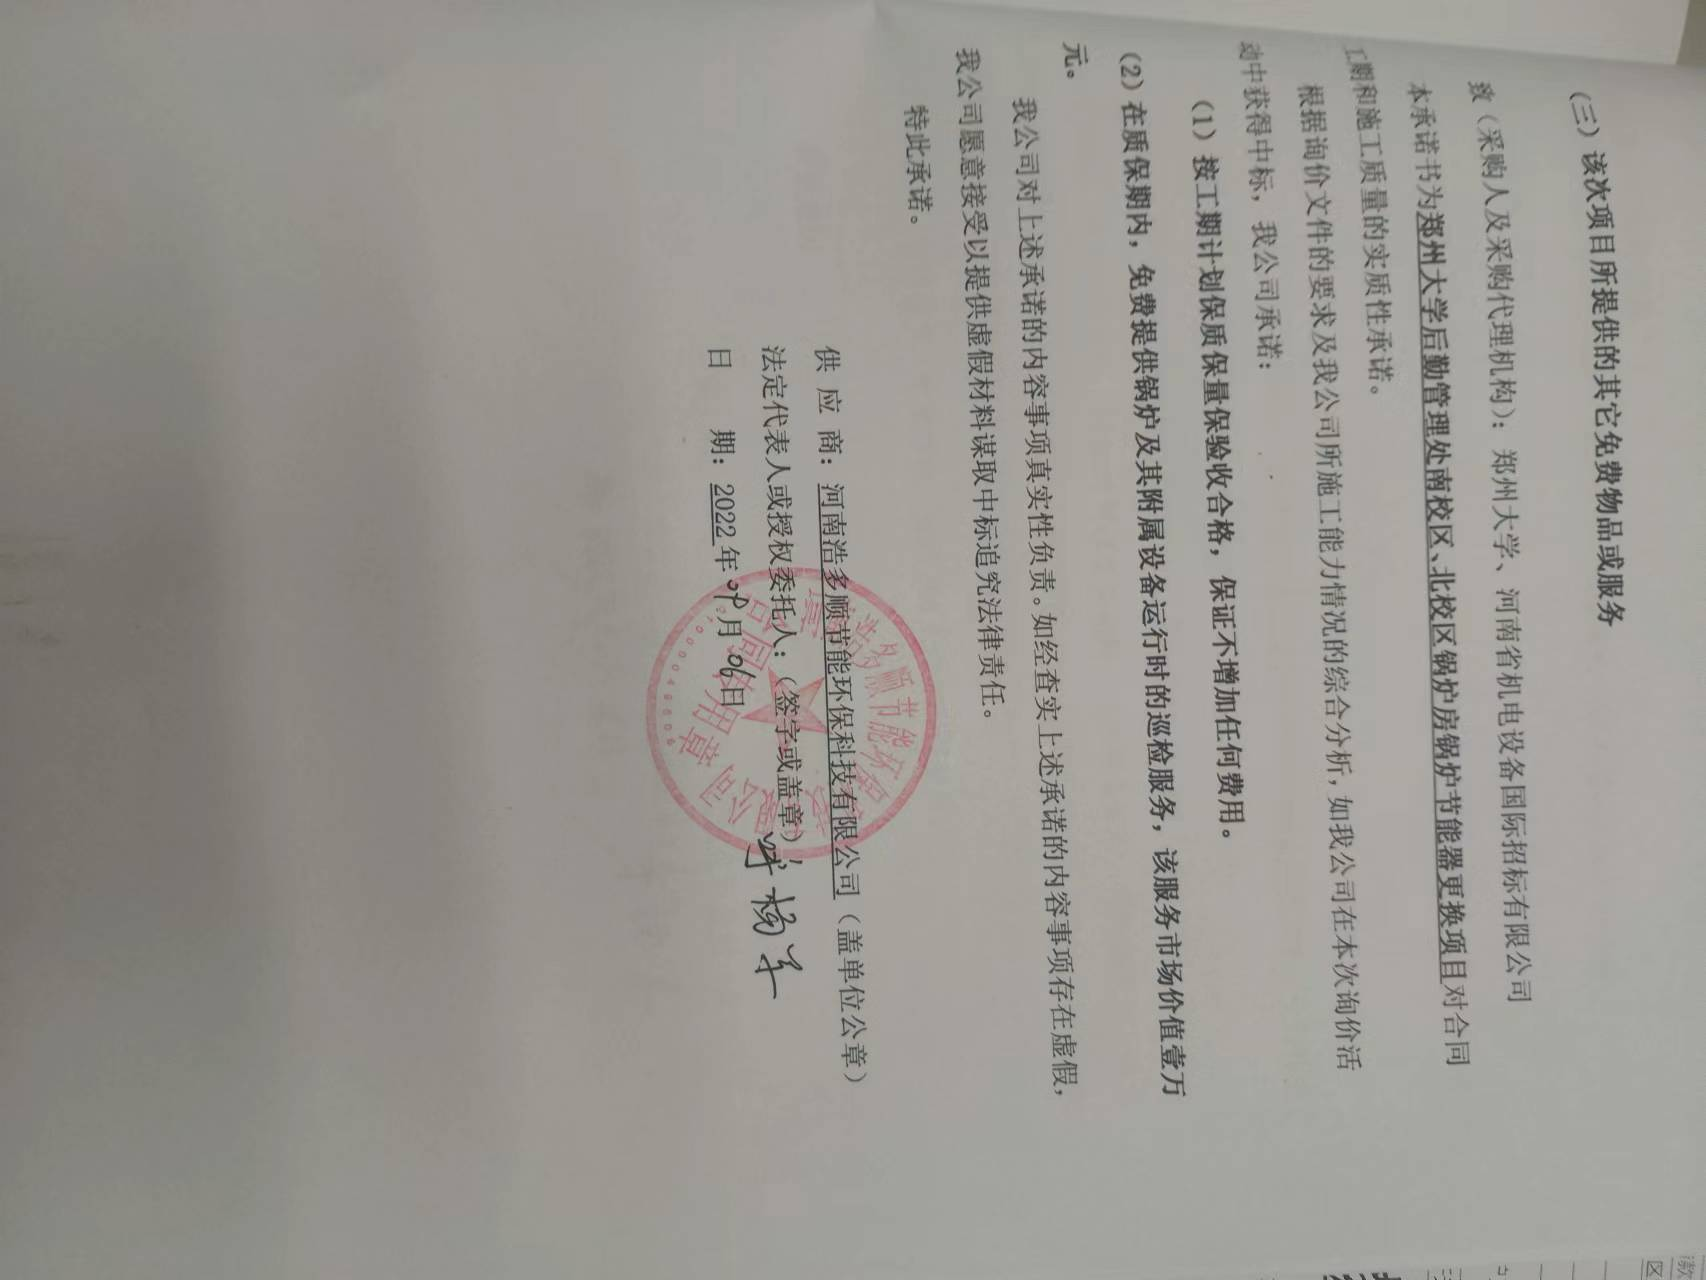 (三）该次项目所提供的其它免费物品或服务
致（采购人及采购代理机构）：郑州大学、河南省机电设备国际招标有限公司
本承诺书为郑州大学后勤管理处南校区、北校区锅炉房锅炉节能器更换项目对合同
工期和施工质量的实质性承诺。
根据询价文件的要求及我公司所施工能力情况的综合分析，如我公司在本次询价活
动中获得中标，我公司承诺：
（1）按工期计划保质保量保验收合格，保证不增加任何费用。
（2）在质保期内，免费提供锅炉及其附属设备运行时的巡检服务，该服务市场价值壹万
元。
我公司对上述承诺的内容事项真实性负责。如经查实上述承诺的内容事项存在虚假，
我公司愿意接受以提供虚假材料谋取中标追究法律责任。
特此承诺。
供 应 商：河南浩多顺节能环保科技有限公司（盖单位公章）
法定代表人或授权委托人：（签字或盖章）
日 期：2022年09月06日
合同专用章